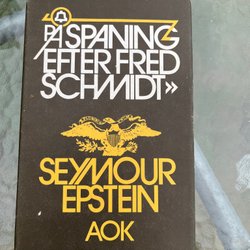 PÅ SPANING
EFTER FRED
SCHMIDT»
SEYMOUR
EPSTEIN
AOK